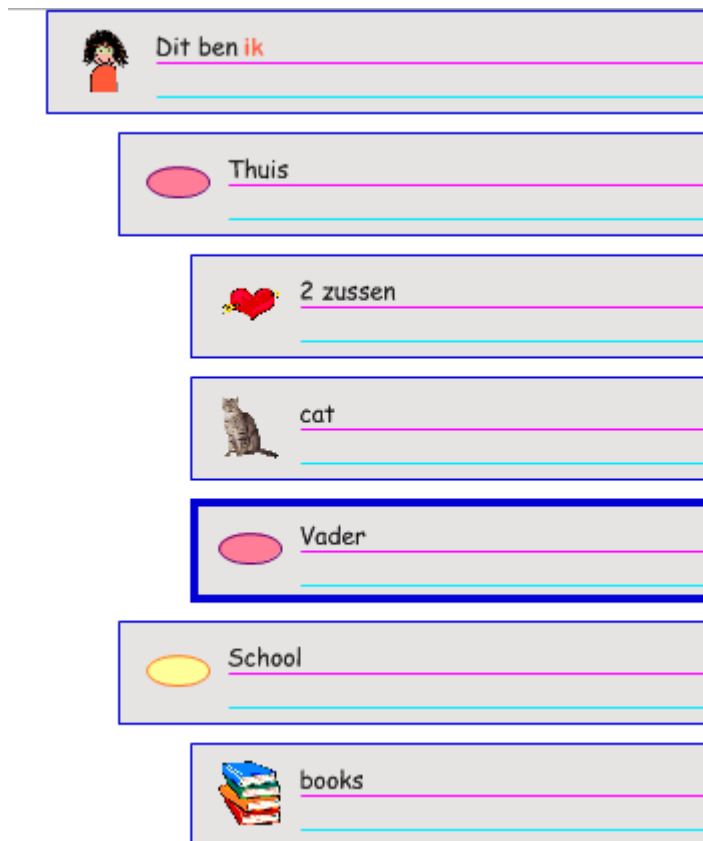 Dit ben ik
Thuis
2 zussen
cat
Vader
School
books